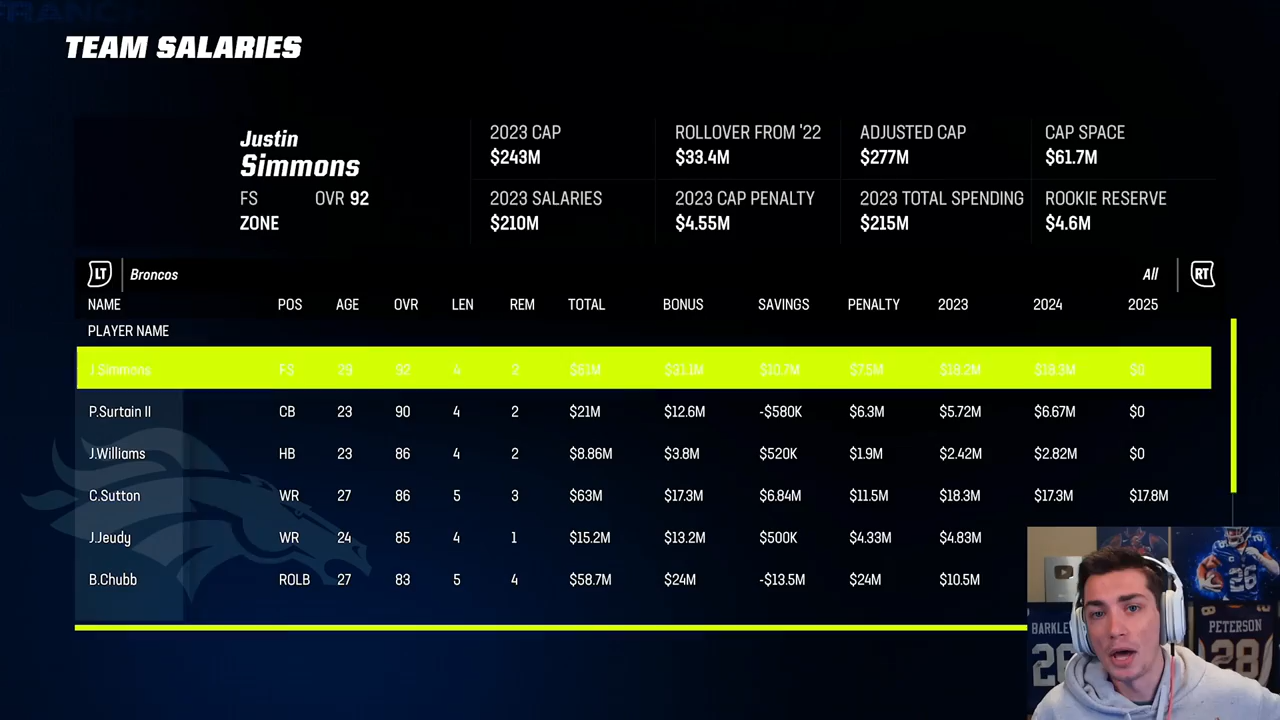 TEAM SALARIES
Justin
Simmons
FS OVR 92
ZONE
2023 CAP ROLLOVER FROM '22 ADJUSTED CAP CAP SPACE
$243M $33.4M $277M $61.7M
2023 SALARIES 2023 CAP PENALTY 2023 TOTAL SPENDING ROOKIE RESERVE
$210M $4.55M $215M $4.6M
LT Broncos All RT
NAME POS AGE OVR LEN REM TOTAL BONUS SAVINGS PENALTY 2023 2024 2025
PLAYER NAME
J.Simmons FS 29 92 4 2 $61M $31.1M $10.7M $7.5M $18.2M $18.3M $0
P.Surtain II CB 23 90 4 2 $21M $12.6M -$580K $6.3M $5.72M $6.67M $0
J.Williams HB 23 86 4 2 $8.86M $3.8M $520K $1.9M $2.42M $2.82M $0
C.Sutton WR 27 86 5 3 $63M $17.3M $6.84M $11.5M $18.3M $17.3M $17.8M
J.Jeudy WR 24 85 4 1 $15.2M $13.2M $500K $4.33M $4.83M
B.Chubb ROLB 27 83 5 4 $58.7M $24M -$13.5M $24M $10.5M
BARKLE
26
26
PETERSON
28